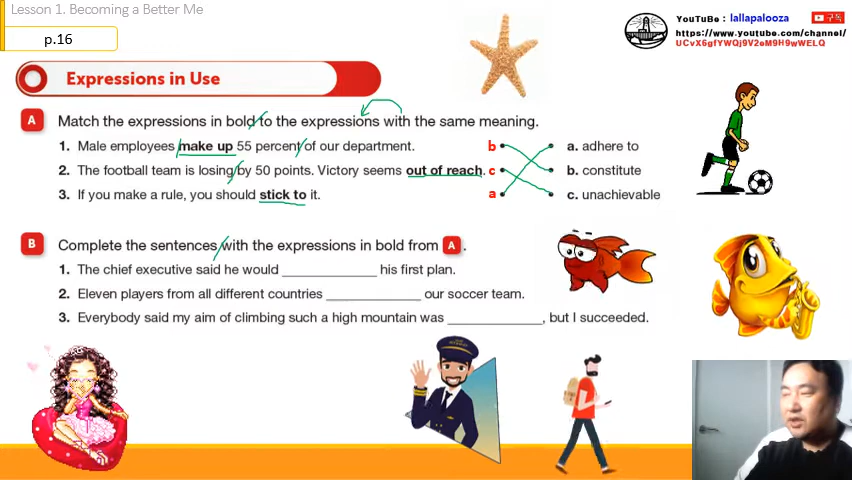 Lesson 1. Becoming a Better Me
p.16
YouTuBe : lallapalooza
구독
https://www.youtube.com/channel/
UCvX6gfYWQj9V2eM9H9wWELQ
Expressions in Use
A Match the expressions in bold to the expressions with the same meaning.
1. Male employees make up 55 percent of our department. b a. adhere to
2. The football team is losing by 50 points. Victory seems out of reach. c b. constitute
3. If you make a rule, you should stick to it. a c. unachievable
B Complete the sentences with the expressions in bold from A .
1. The chief executive said he would ______________ his first plan.
2. Eleven players from all different countries ______________ our soccer team.
3. Everybody said my aim of climbing such a high mountain was ______________, but I succeeded.